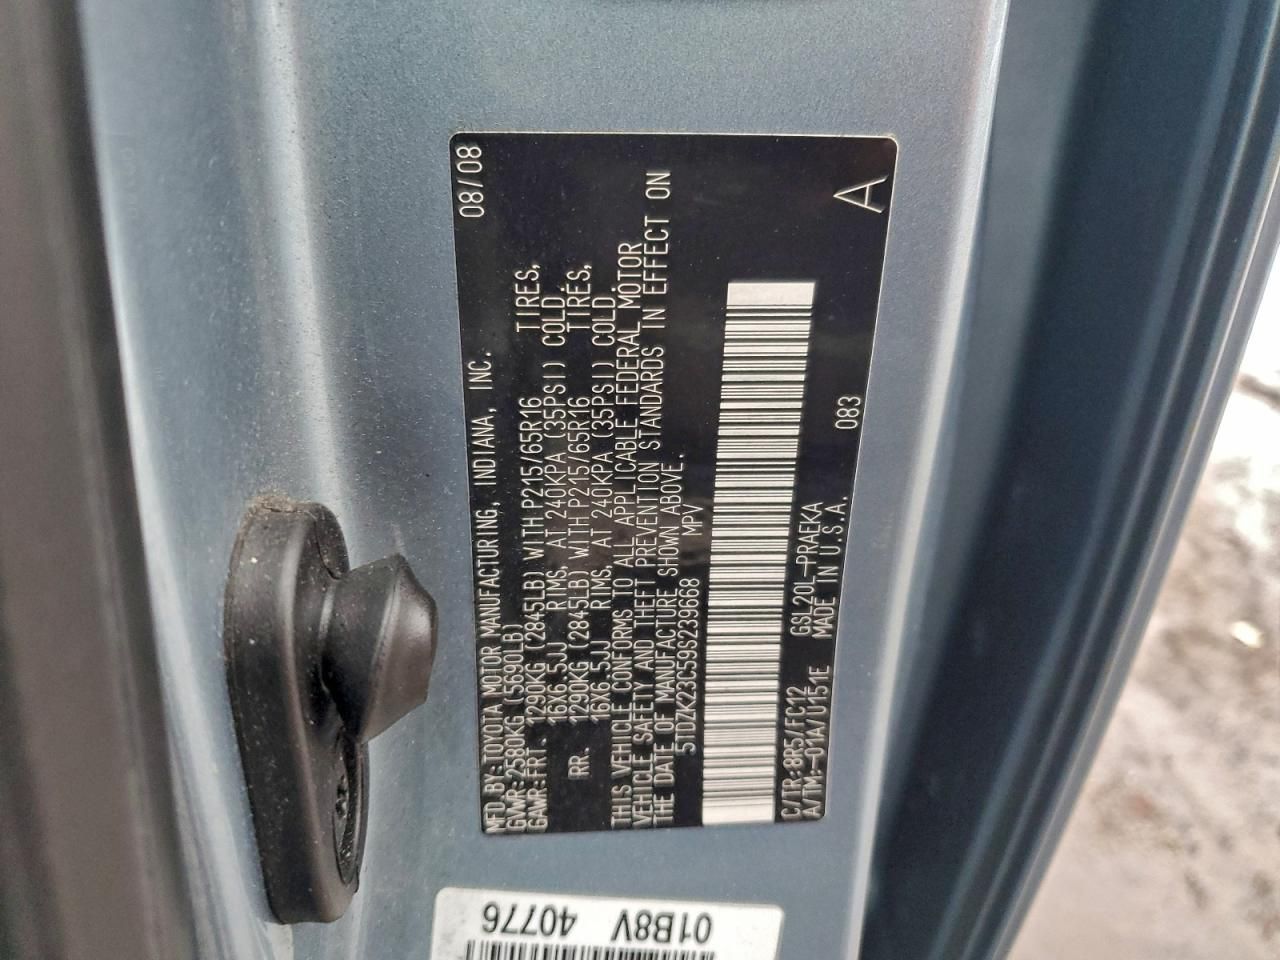 MFD. BY: TOYOTA MOTOR MANUFACTURING, INDIANA, INC. 08/08
GVWR: 2580KG (5690LB)
GAWR: FR. 1290KG (2845LB) WITH P215/65R16 TIRES,
16X6.5JJ RIMS, AT 240KPA (35PSI) COLD.
RR. 1290KG (2845LB) WITH P215/65R16 TIRES,
16X6.5JJ RIMS, AT 240KPA (35PSI) COLD.
THIS VEHICLE CONFORMS TO ALL APPLICABLE FEDERAL MOTOR
VEHICLE SAFETY AND THEFT PREVENTION STANDARDS IN EFFECT ON
THE DATE OF MANUFACTURE SHOWN ABOVE.
5TDZK23C59S239668 MPV
C/TR: 8R5/FC12 GSL20L-PRAEKA 083
A/TM: -01A/U151E MADE IN U.S.A.
A
01B8V 40776